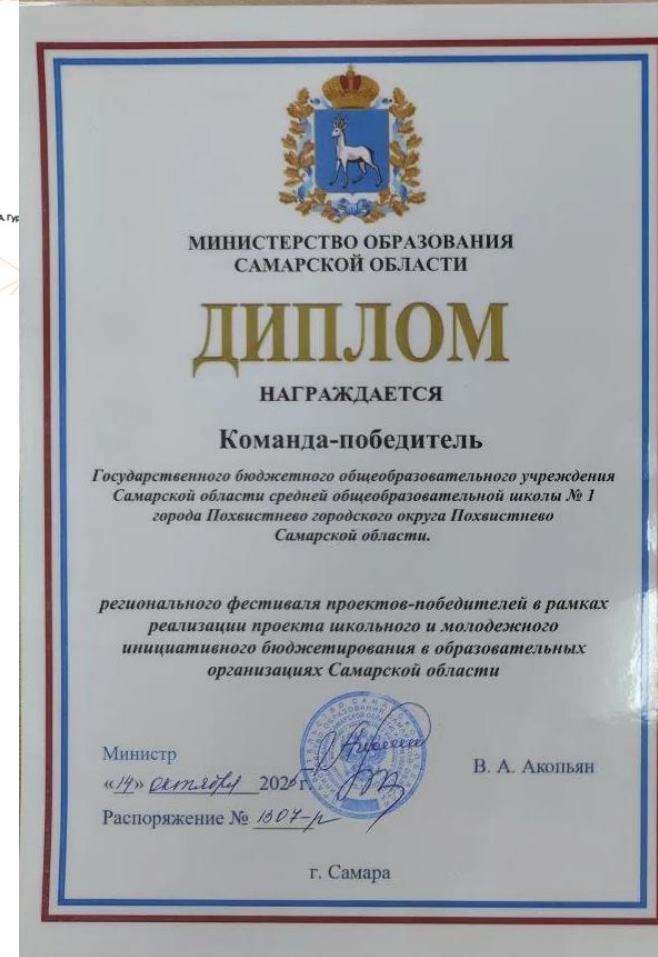 МИНИСТЕРСТВО ОБРАЗОВАНИЯ
САМАРСКОЙ ОБЛАСТИ
ДИПЛОМ
НАГРАЖДАЕТСЯ
Команда-победитель
Государственного бюджетного общеобразовательного учреждения
Самарской области средней общеобразовательной школы № 1
города Похвистнево городского округа Похвистнево
Самарской области.
регионального фестиваля проектов-победителей в рамках
реализации проекта школьного и молодежного
инициативного бюджетирования в образовательных
организациях Самарской области
Министр
В. А. Акопьян
«14» октября 202 г.
Распоряжение № 1307-р
г. Самара